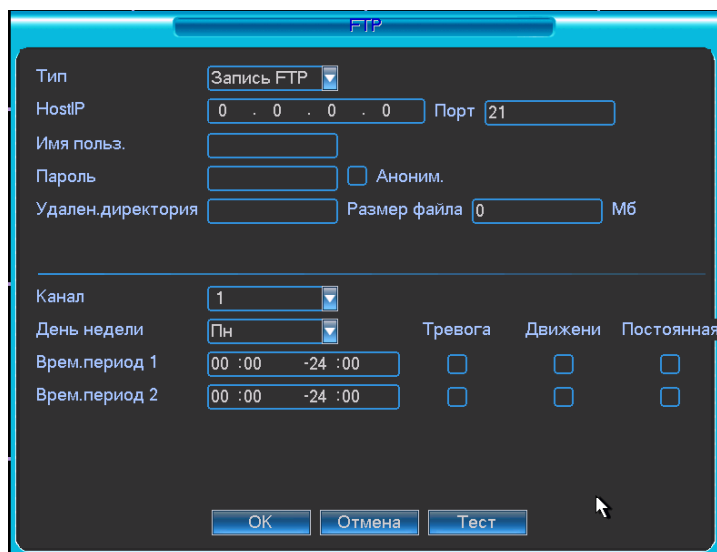 FTP
Тип Запись FTP
HostIP 0 . 0 . 0 . 0 Порт 21
Имя польз.
Пароль Аноним.
Удален.директория Размер файла 0 Мб
Канал 1
День недели Пн Тревога Движени Постоянная
Врем.период 1 00 :00 -24 :00
Врем.период 2 00 :00 -24 :00
OK Отмена Тест